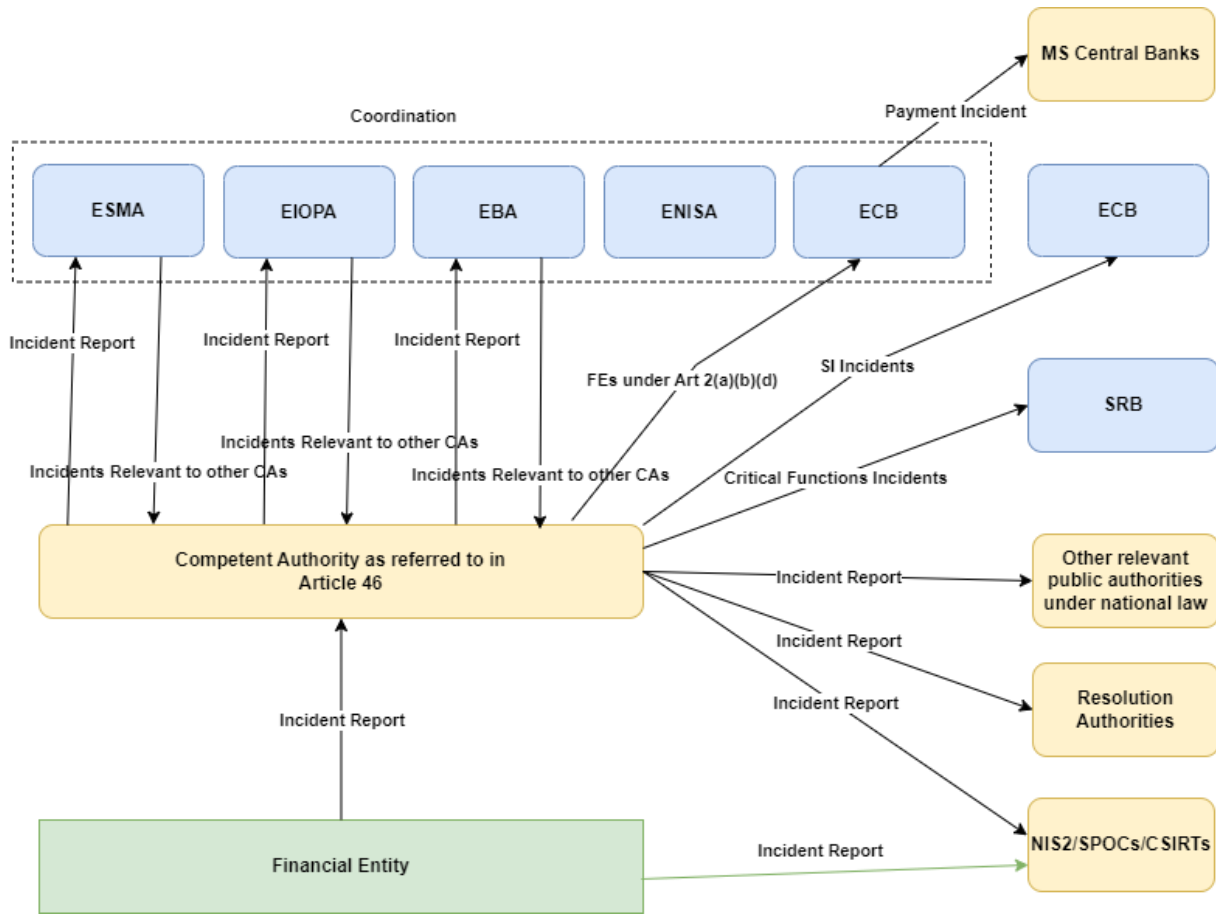 MS Central Banks
Payment Incident
Coordination
ESMA
EIOPA
EBA
ENISA
ECB
ECB
Incident Report
Incident Report
Incident Report
FEs under Art 2(a)(b)(d)
SI Incidents
SRB
Incidents Relevant to other CAs
Incidents Relevant to other CAs
Incidents Relevant to other CAs
Critical Functions Incidents
Competent Authority as referred to in
Article 46
Incident Report
Other relevant
public authorities
under national law
Incident Report
Incident Report
Resolution
Authorities
Incident Report
Financial Entity
Incident Report
NIS2/SPOCs/CSIRTs